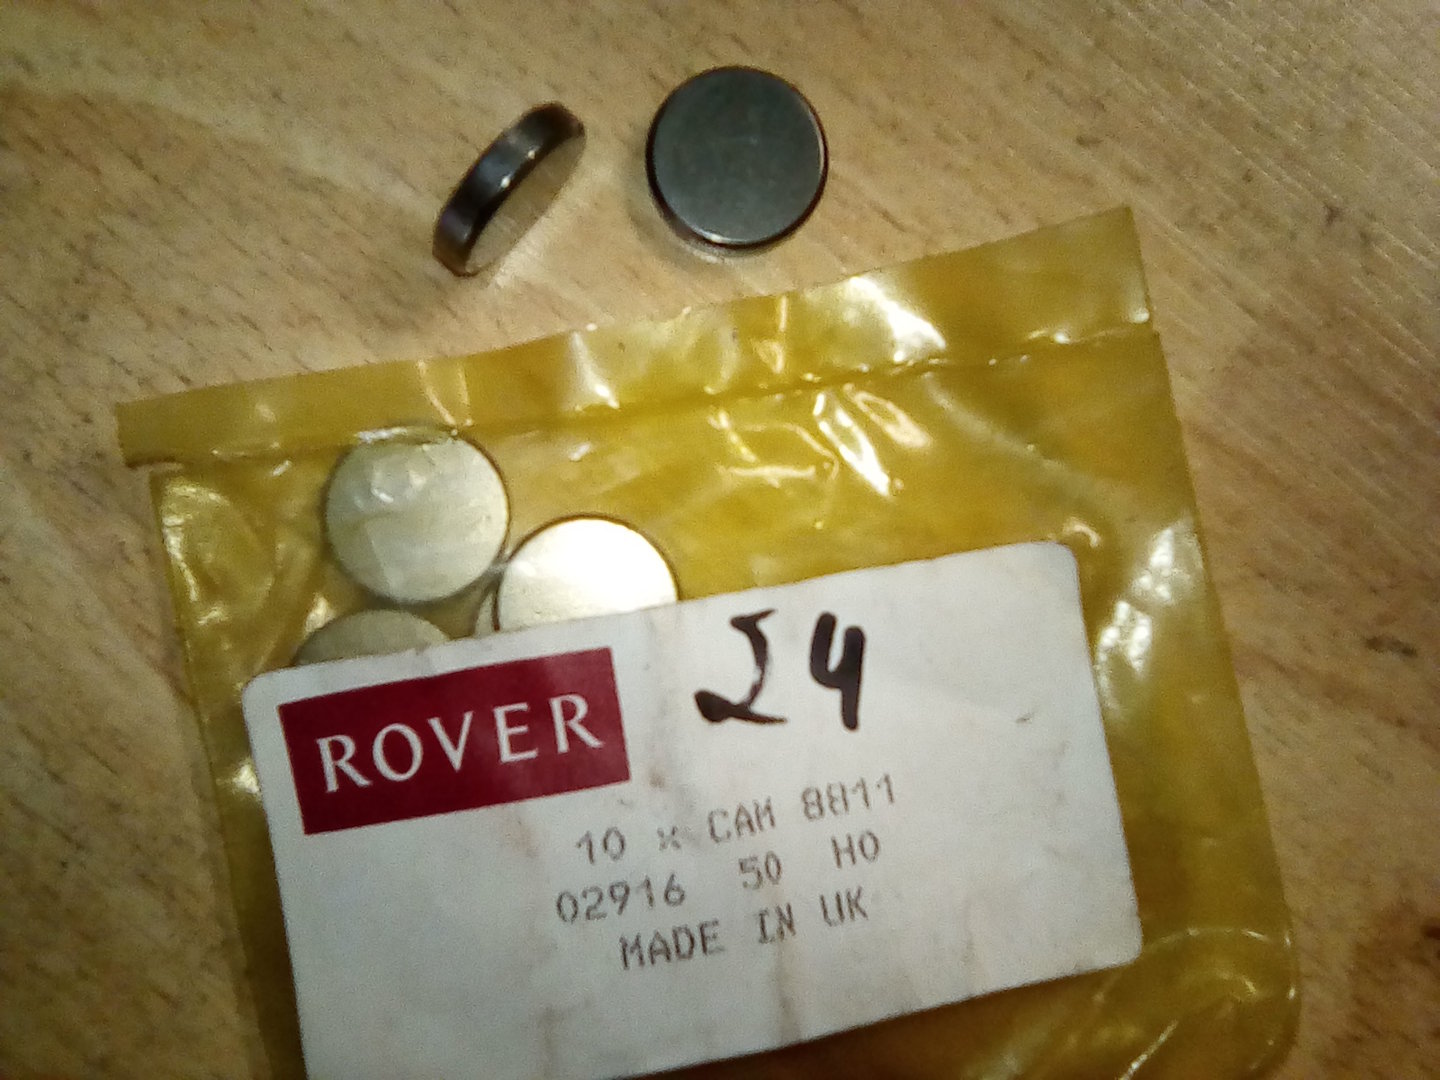 24
ROVER
10 x CAM 8811
02916 50 HO
MADE IN UK